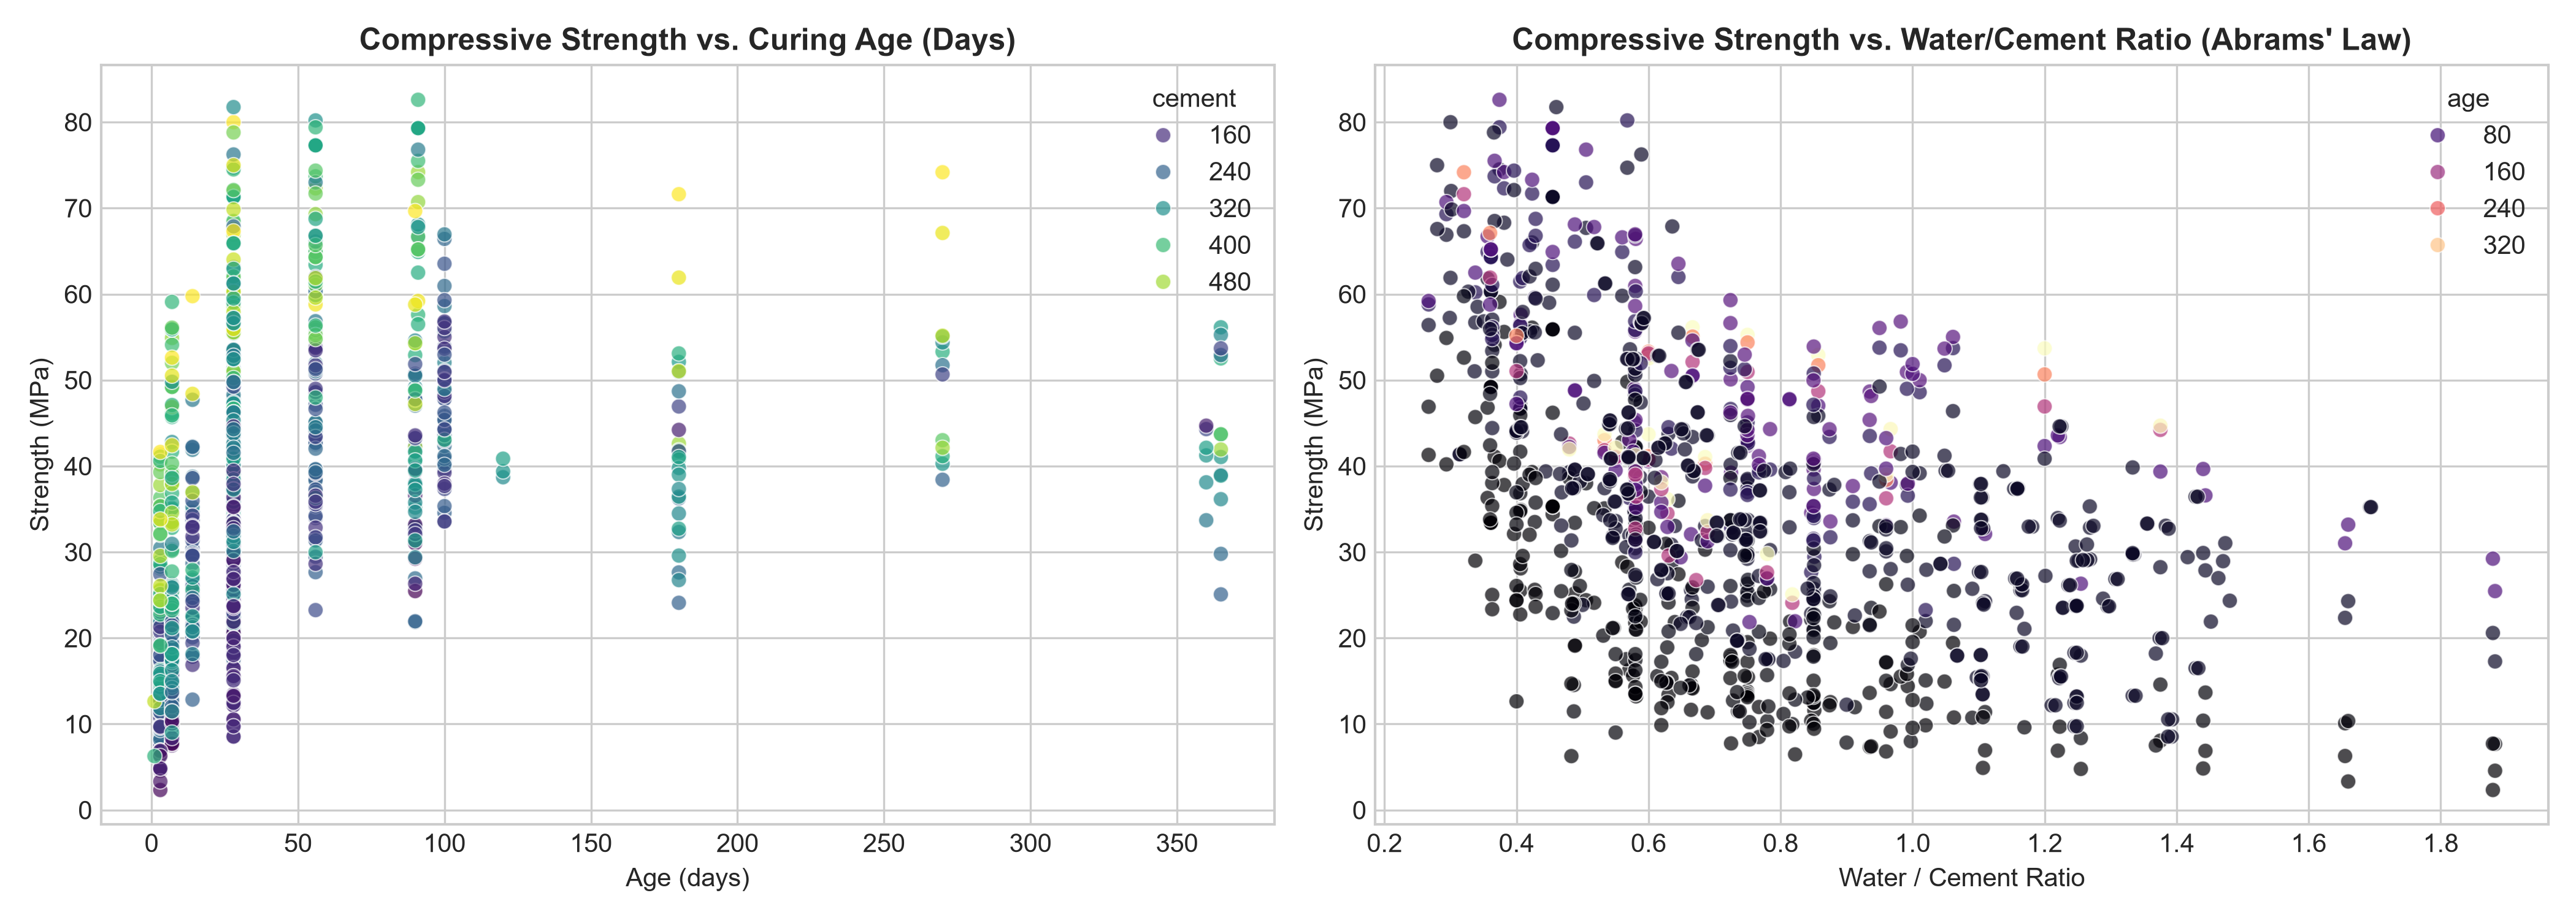 Compressive Strength vs. Curing Age (Days)
Strength (MPa)
80
70
60
50
40
30
20
10
0
0 50 100 150 200 250 300 350
Age (days)
cement
160
240
320
400
480
Compressive Strength vs. Water/Cement Ratio (Abrams' Law)
Strength (MPa)
80
70
60
50
40
30
20
10
0
0.2 0.4 0.6 0.8 1.0 1.2 1.4 1.6 1.8
Water / Cement Ratio
age
80
160
240
320